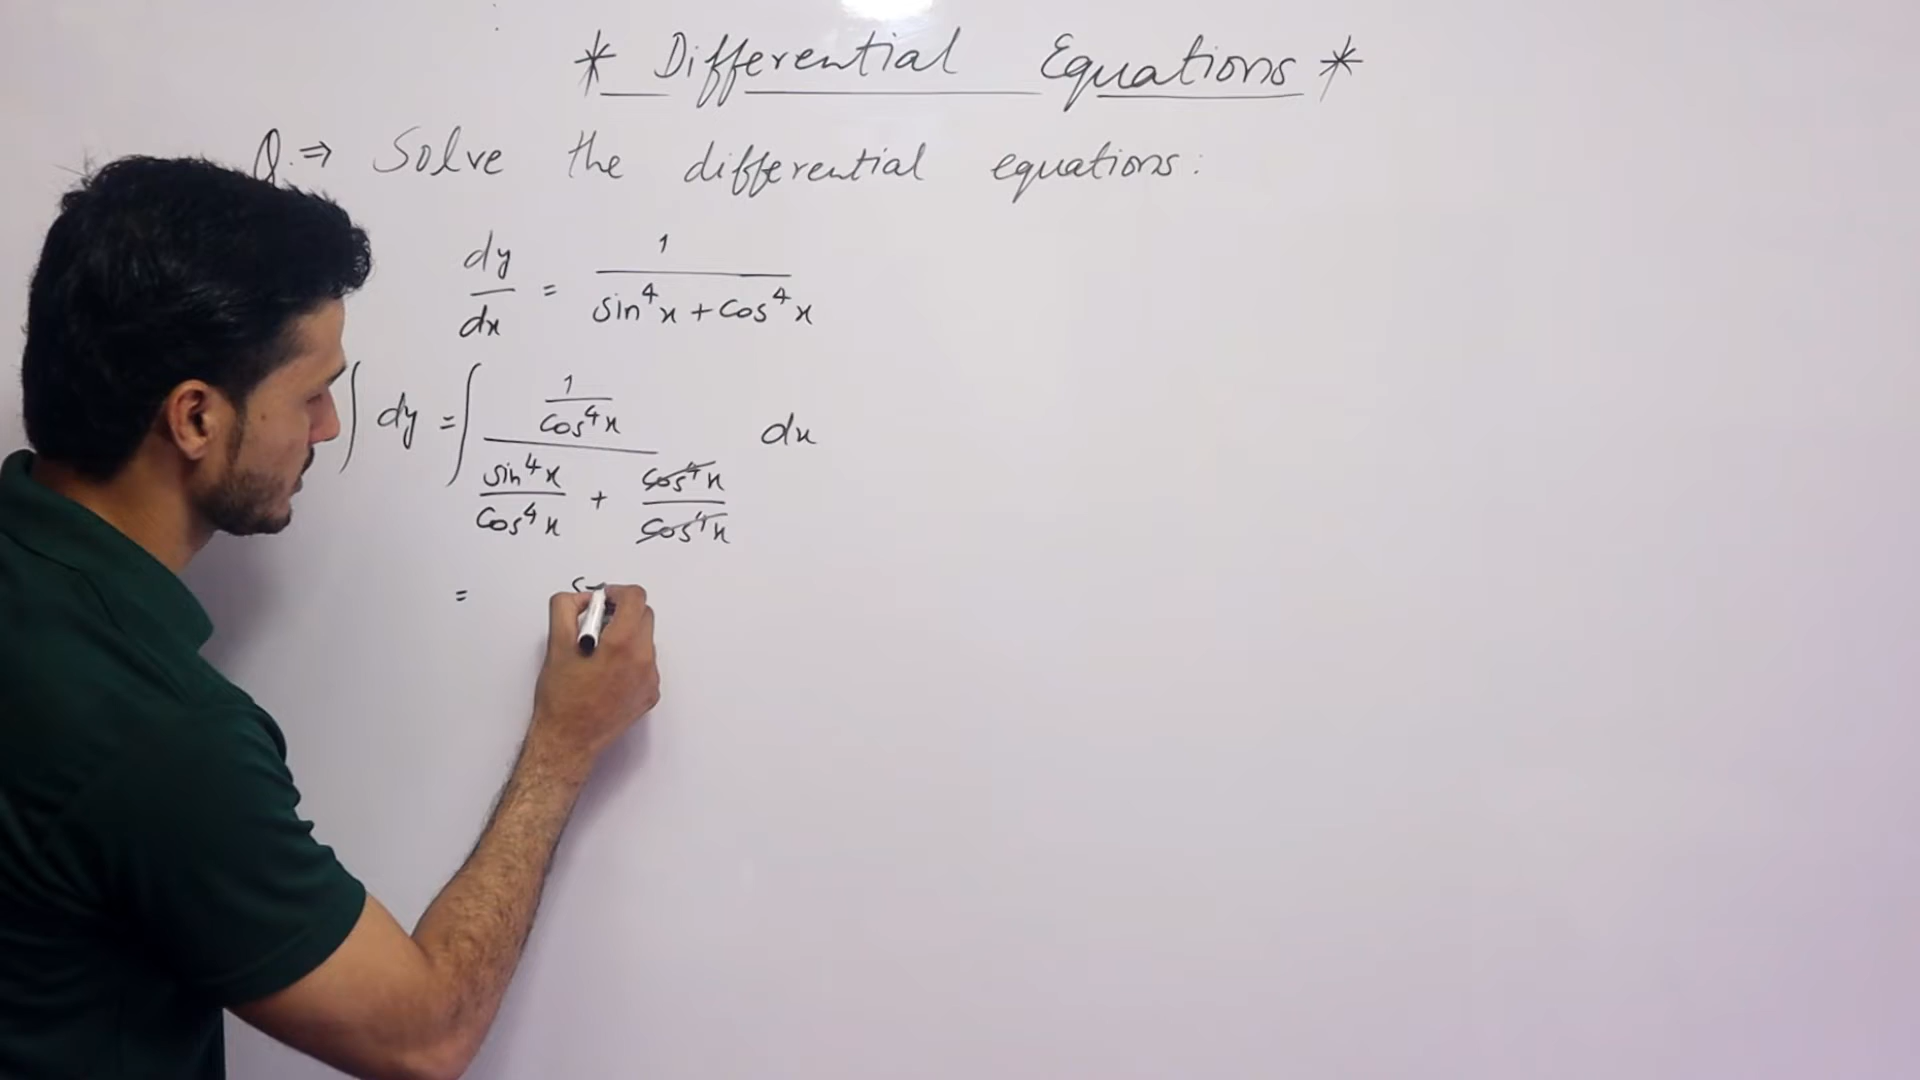 * Differential Equations *
Q.⇒ Solve the differential equations:
dy/dx = 1/(sin⁴x + cos⁴x)
∫ dy = ∫ (1/cos⁴x)/(sin⁴x/cos⁴x + cos⁴x/cos⁴x) dx
=